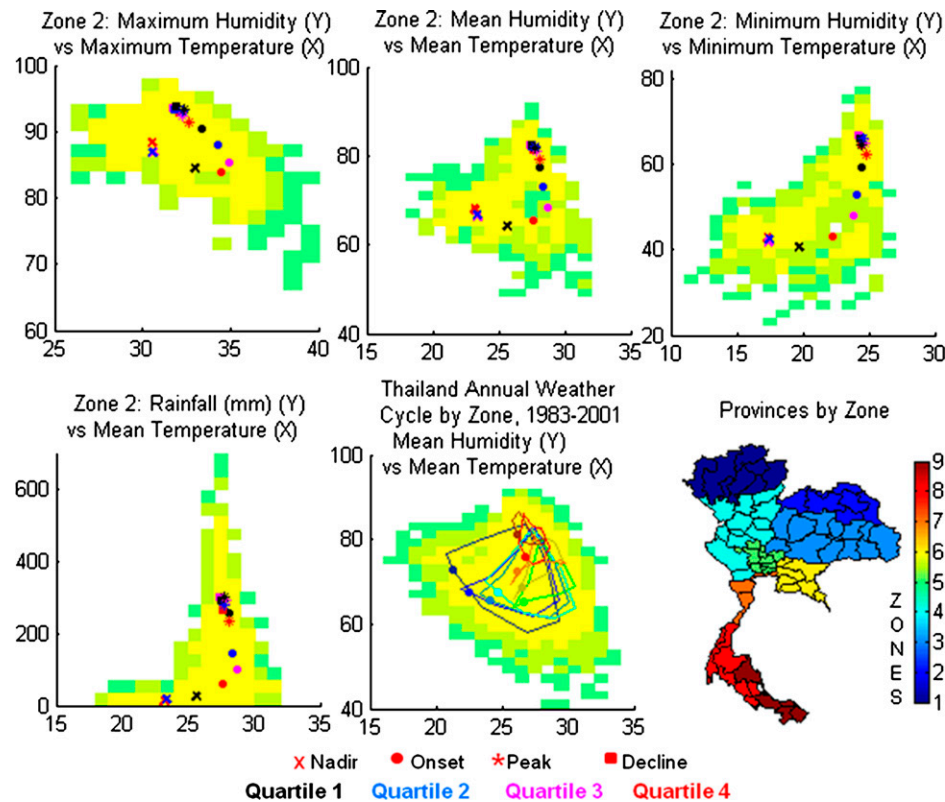 Zone 2: Maximum Humidity (Y)
vs Maximum Temperature (X)
100
90
80
70
60
25 30 35 40
Zone 2: Mean Humidity (Y)
vs Mean Temperature (X)
100
80
60
40
15 20 25 30 35
Zone 2: Minimum Humidity (Y)
vs Minimum Temperature (X)
80
60
40
20
10 15 20 25 30
Zone 2: Rainfall (mm) (Y)
vs Mean Temperature (X)
600
400
200
0
15 20 25 30 35
Thailand Annual Weather
Cycle by Zone, 1983-2001
Mean Humidity (Y)
vs Mean Temperature (X)
100
80
60
40
15 20 25 30 35
Provinces by Zone
9
8
7
6
5
4
3
2
1
ZONES
x Nadir ● Onset * Peak ■ Decline
Quartile 1 Quartile 2 Quartile 3 Quartile 4